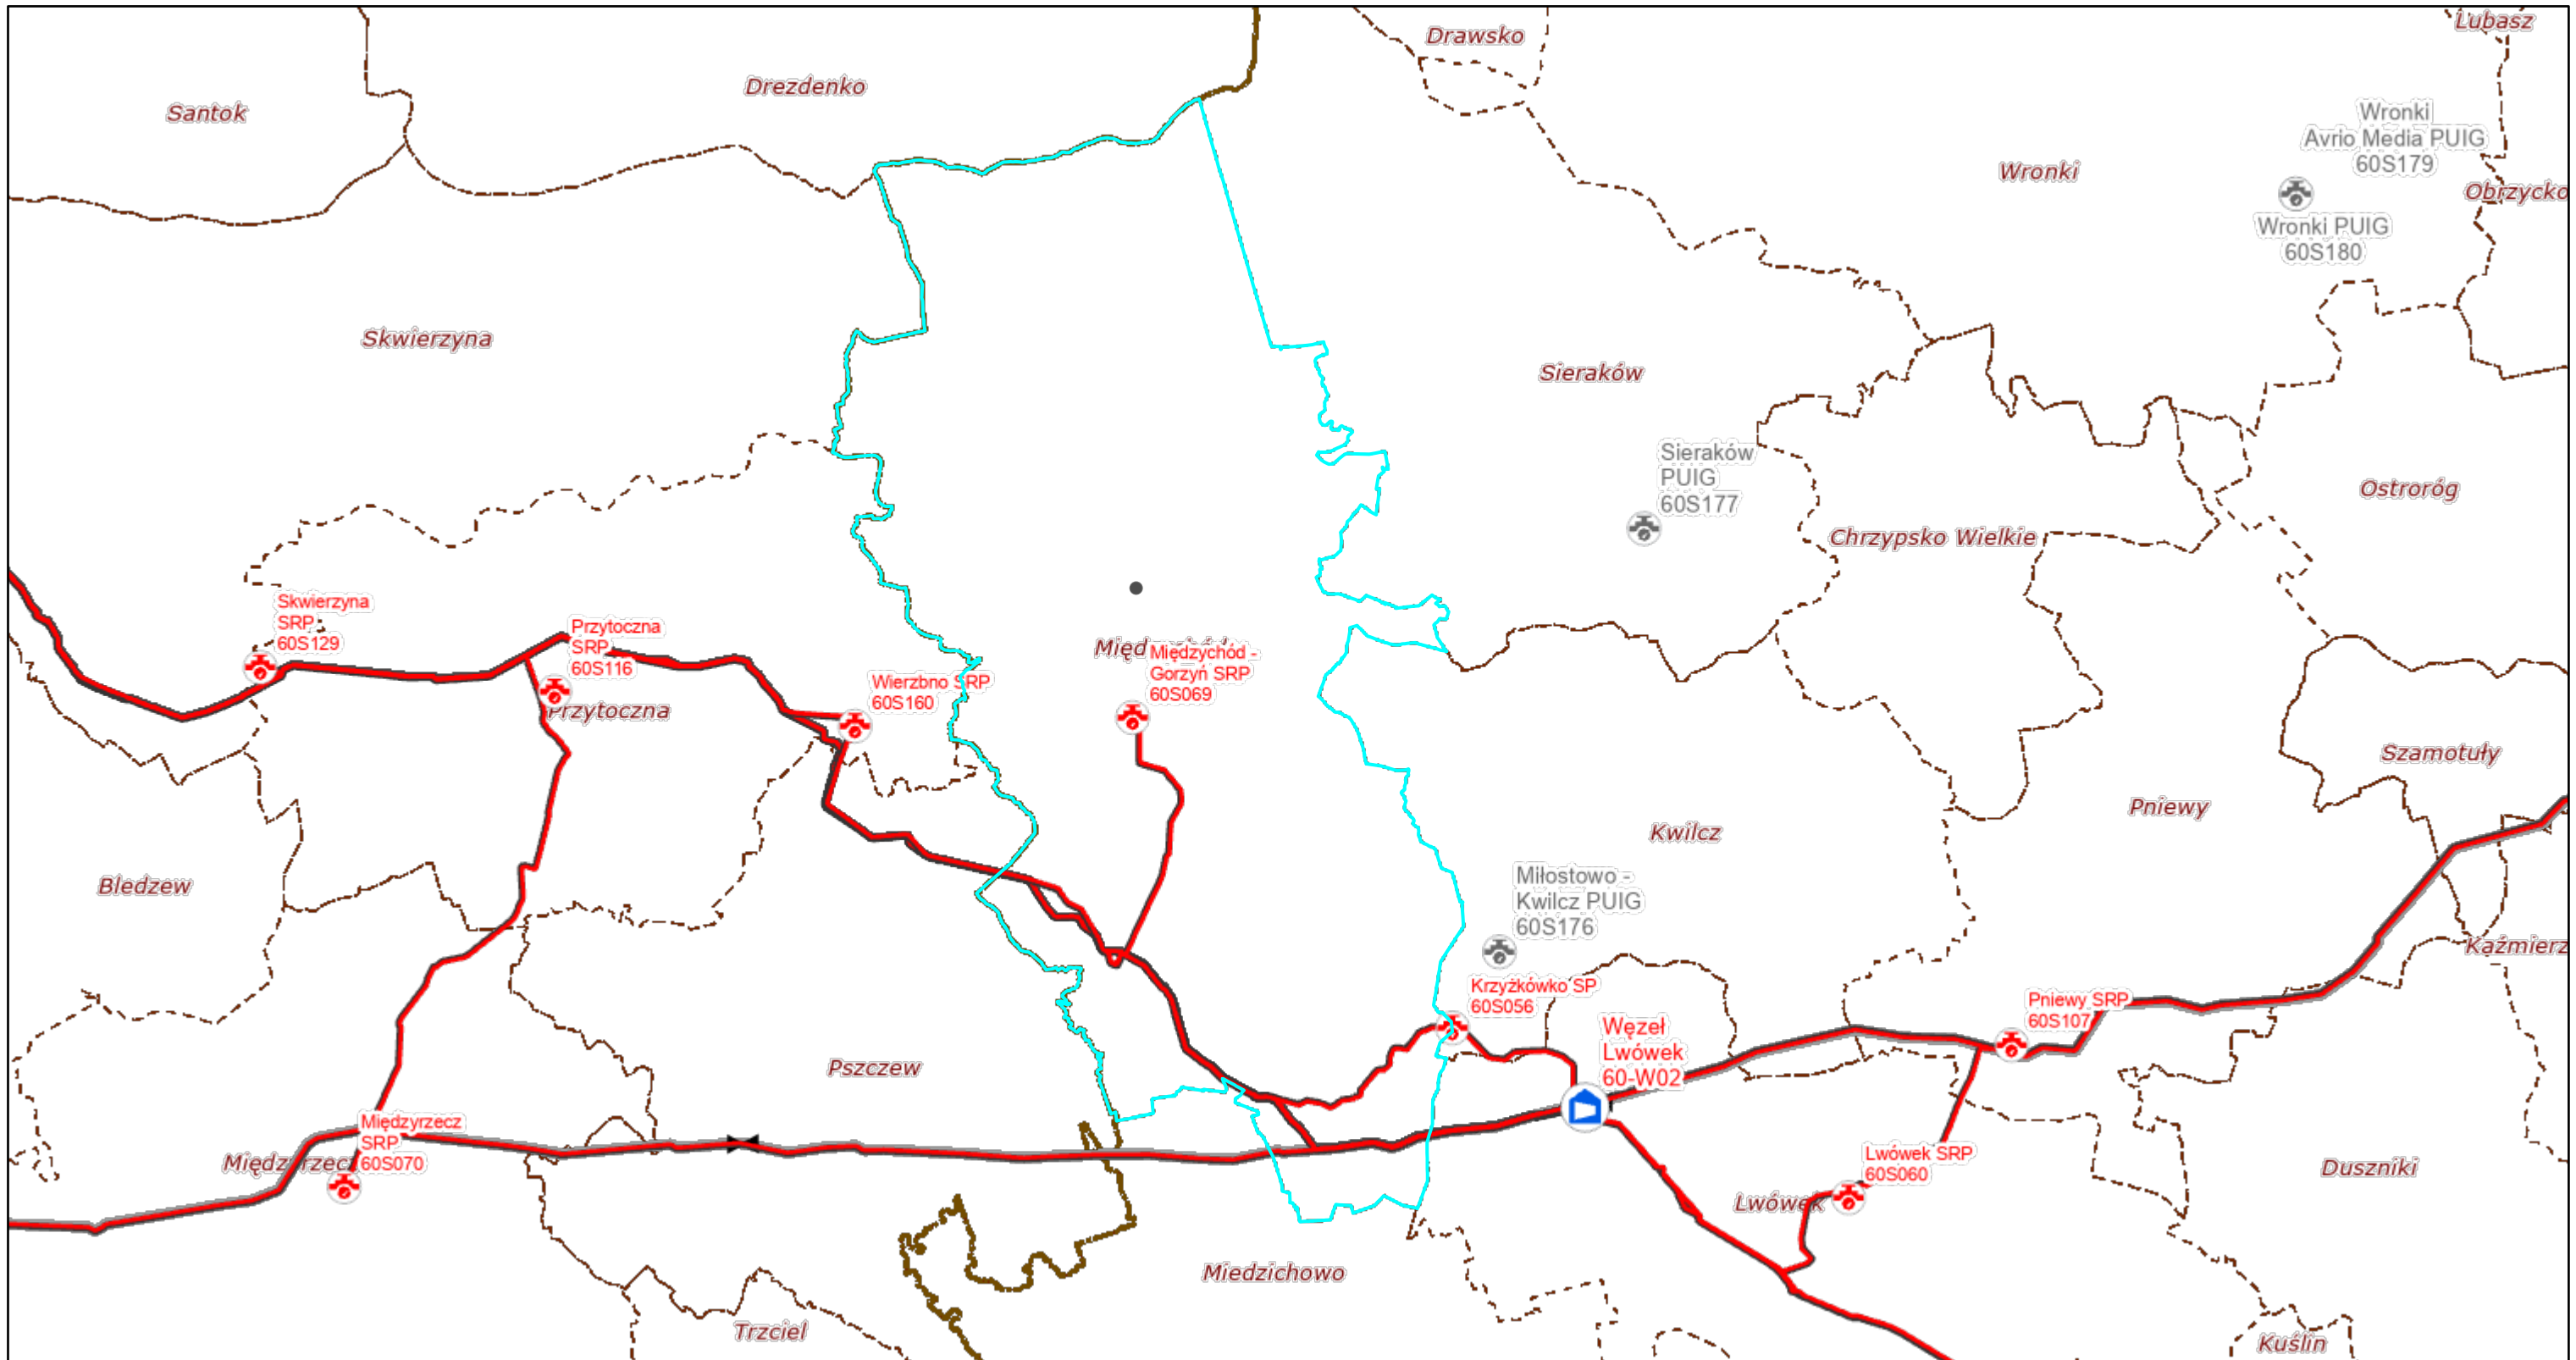 Lubasz
Drawsko
Drezdenko
Santok
Wronki
Avrio Media PUIG
60S179
Wronki
Obrzycko
Wronki PUIG
60S180
Skwierzyna
Sieraków
Sieraków
PUIG
60S177
Ostroróg
Chrzypsko Wielkie
Skwierzyna
SRP
60S129
Przytoczna
SRP
60S116
Międ
Międzychód -
Gorzyń SRP
60S069
Wierzbno SRP
60S160
Przytoczna
Szamotuły
Pniewy
Kwilcz
Bledzew
Miłostowo -
Kwilcz PUIG
60S176
Kaźmierz
Krzyżkówko SP
60S056
Pniewy SRP
60S107
Węzeł
Lwówek
60-W02
Pszczew
Międzyrzecz
SRP
60S070
Międzyrzecz
Lwówek SRP
60S060
Duszniki
Lwówek
Miedzichowo
Trzciel
Kuślin